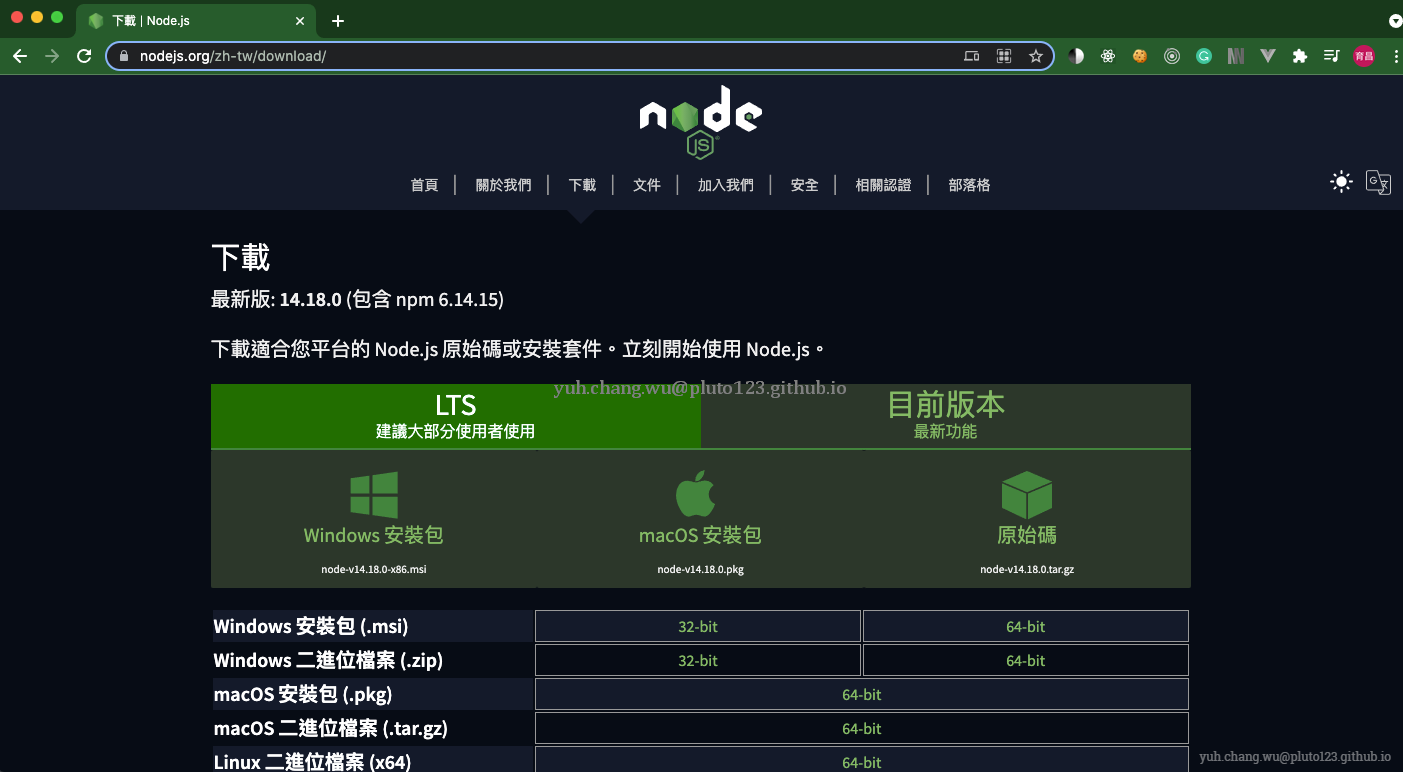 下載 | Node.js
nodejs.org/zh-tw/download/
育昌
node
JS
首頁 | 關於我們 | 下載 | 文件 | 加入我們 | 安全 | 相關認證 | 部落格
下載
最新版: 14.18.0 (包含 npm 6.14.15)
下載適合您平台的 Node.js 原始碼或安裝套件。立刻開始使用 Node.js。
yuh.chang.wu@pluto123.github.io
LTS
建議大部分使用者使用
目前版本
最新功能
Windows 安裝包
node-v14.18.0-x86.msi
macOS 安裝包
node-v14.18.0.pkg
原始碼
node-v14.18.0.tar.gz
Windows 安裝包 (.msi) 32-bit 64-bit
Windows 二進位檔案 (.zip) 32-bit 64-bit
macOS 安裝包 (.pkg) 64-bit
macOS 二進位檔案 (.tar.gz) 64-bit
Linux 二進位檔案 (x64) 64-bit
yuh.chang.wu@pluto123.github.io